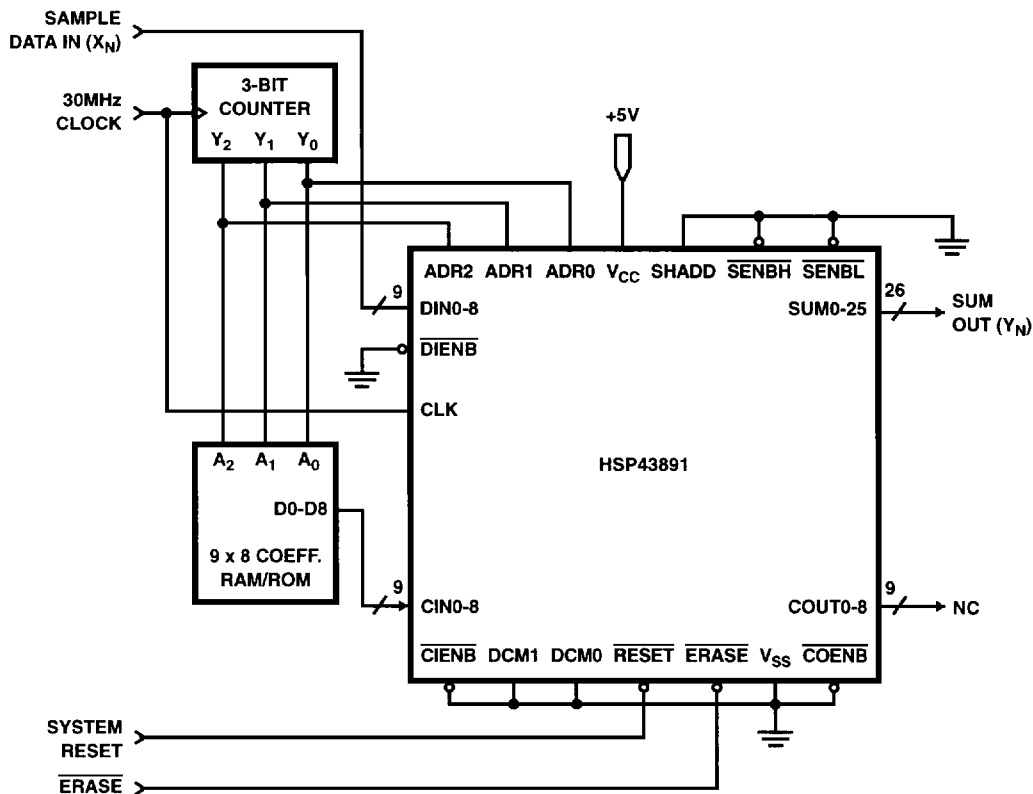 SAMPLE
DATA IN (X_N)
3-BIT
COUNTER
30MHz
CLOCK
Y2 Y1 Y0
+5V
ADR2 ADR1 ADR0 VCC SHADD SENBH SENBL
9
DIN0-8
26
SUM0-25
SUM
OUT (Y_N)
DIENB
CLK
A2 A1 A0
HSP43891
D0-D8
9 x 8 COEFF.
RAM/ROM
9
CIN0-8
9
COUT0-8
NC
CIENB DCM1 DCM0 RESET ERASE VSS COENB
SYSTEM
RESET
ERASE